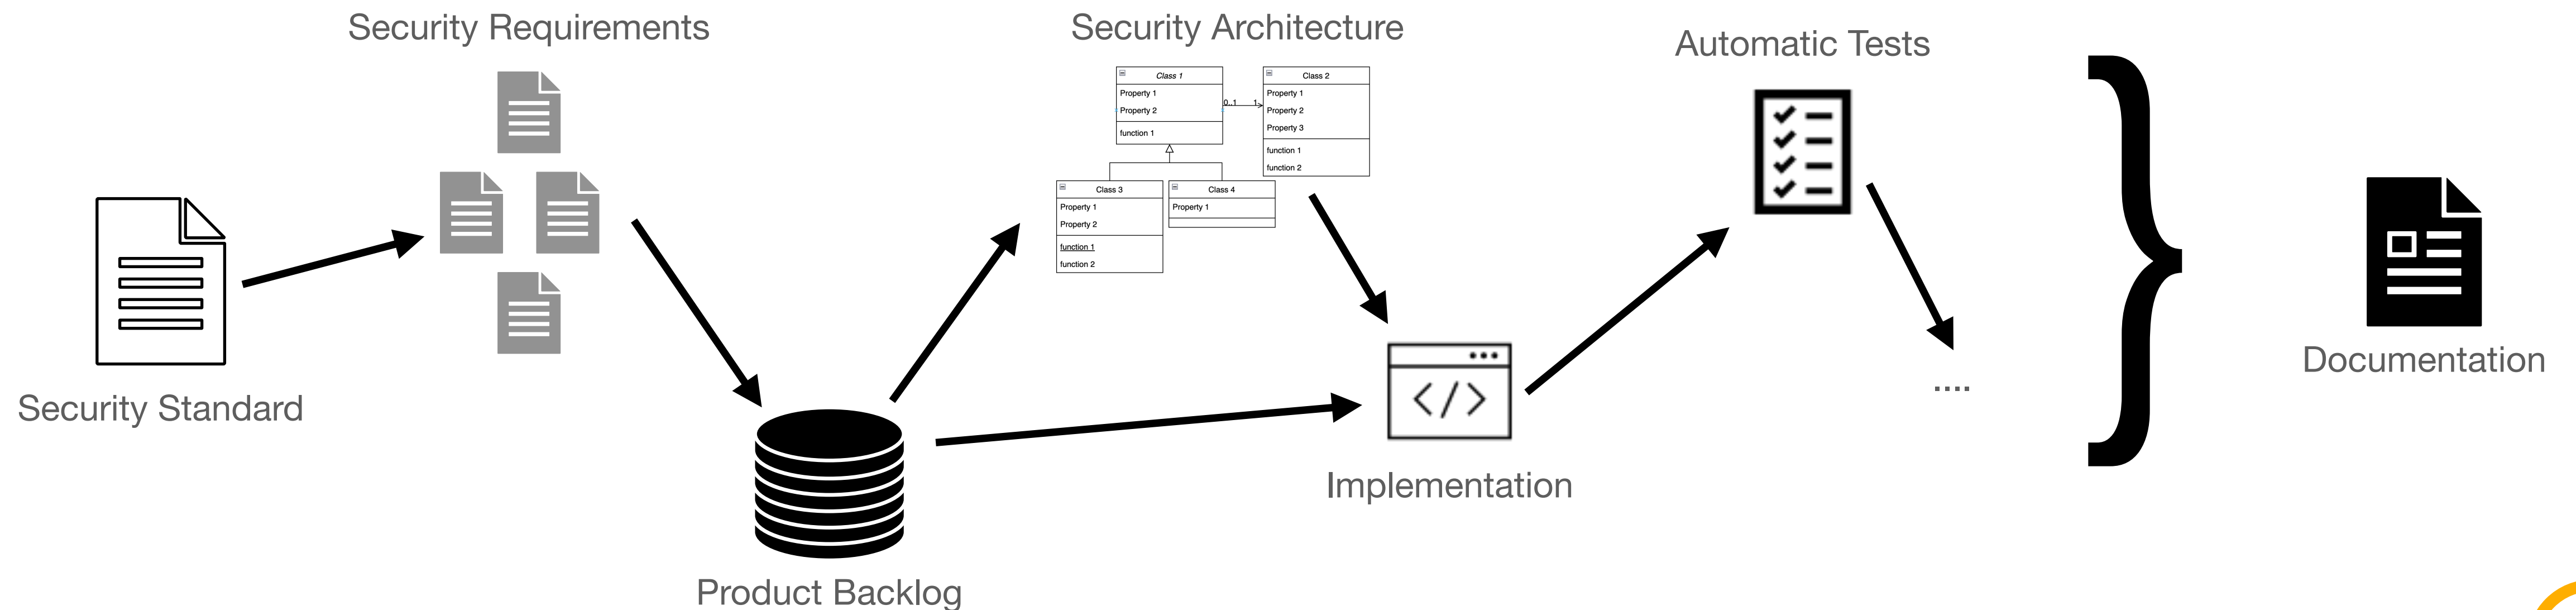 Security Requirements
Security Architecture
Automatic Tests
Class 1
Property 1
Property 2
function 1
0..1
1
Class 2
Property 1
Property 2
Property 3
function 1
function 2
Class 3
Property 1
Property 2
function 1
function 2
Class 4
Property 1
</>
....
Security Standard
Implementation
Documentation
Product Backlog